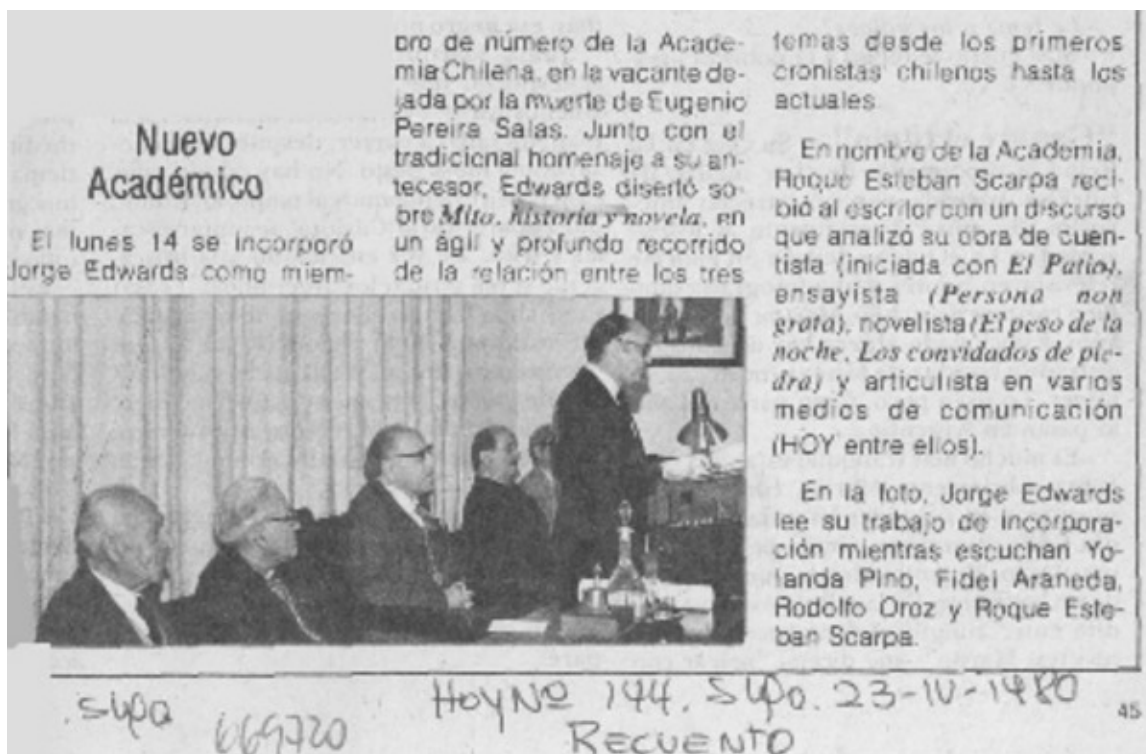 Nuevo
Académico
El lunes 14 se incorporó
Jorge Edwards como miem-
bro de número de la Acade-
mia Chilena, en la vacante de-
jada por la muerte de Eugenio
Pereira Salas. Junto con el
tradicional homenaje a su an-
tecesor, Edwards disertó so-
bre Mito, historia y novela, en
un ágil y profundo recorrido
de la relación entre los tres
temas desde los primeros
cronistas chilenos hasta los
actuales.
En nombre de la Academia,
Roque Esteban Scarpa reci-
bió al escritor con un discurso
que analizó su obra de cuen-
tista (iniciada con El Patio),
ensayista (Persona non
grata), novelista (El peso de la
noche, Los convidados de pie-
dra) y articulista en varios
medios de comunicación
(HOY entre ellos).
En la foto, Jorge Edwards
lee su trabajo de incorpora-
ción mientras escuchan Yo-
landa Pino, Fidel Araneda,
Rodolfo Oroz y Roque Este-
ban Scarpa.
Hoy Nº 144. Stgo. 23-IV-1980
45
Stgo
669720
RECUENTO